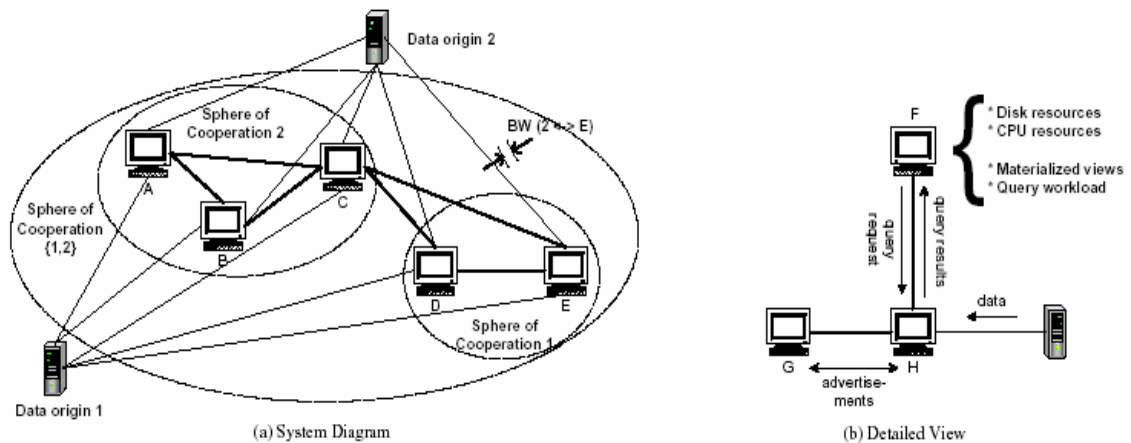 Data origin 2
Sphere of
Cooperation 2
BW (2 <> E)
A
C
Sphere of
Cooperation
{1,2}
B
D
E
Sphere of
Cooperation 1
Data origin 1
(a) System Diagram
F
* Disk resources
* CPU resources
* Materialized views
* Query workload
query
request
query results
data
G
H
advertise-
ments
(b) Detailed View